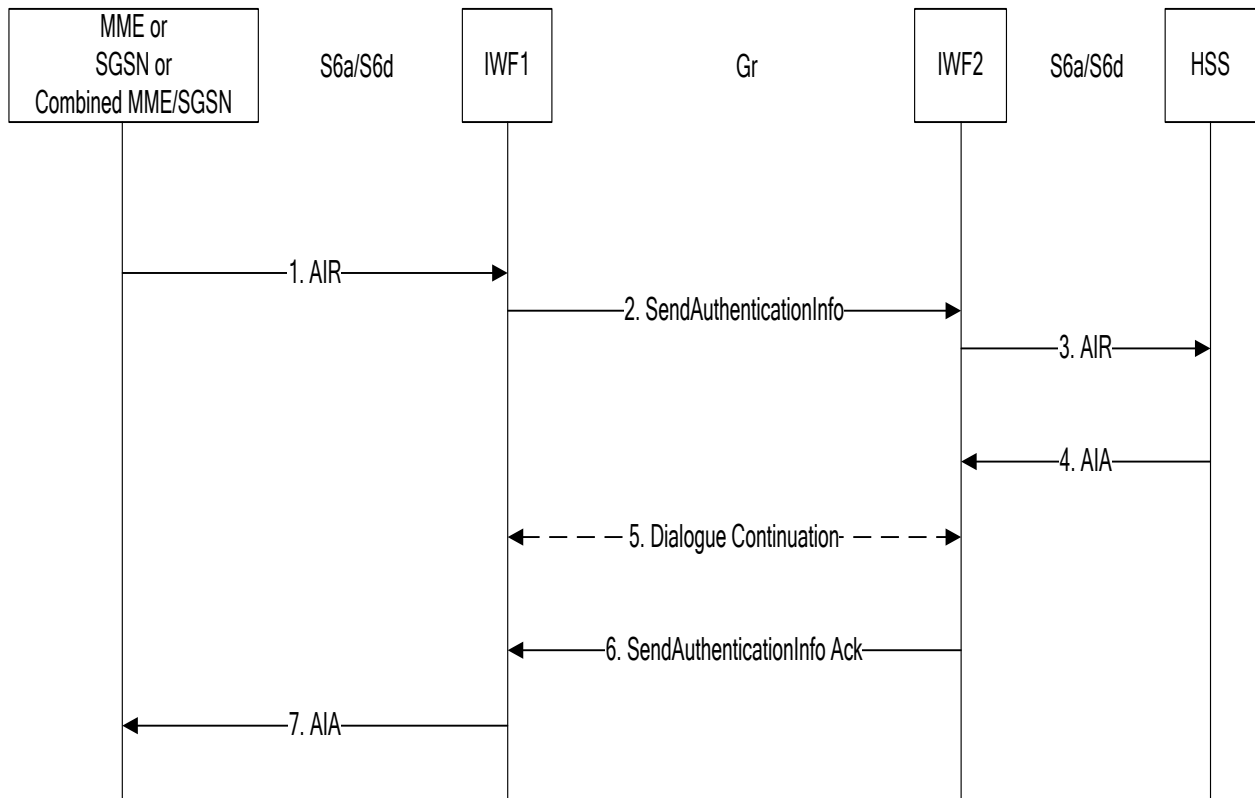 MME or
SGSN or
Combined MME/SGSN
S6a/S6d
IWF1
Gr
IWF2
S6a/S6d
HSS
1. AIR
2. SendAuthenticationInfo
3. AIR
4. AIA
5. Dialogue Continuation
6. SendAuthenticationInfo Ack
7. AIA